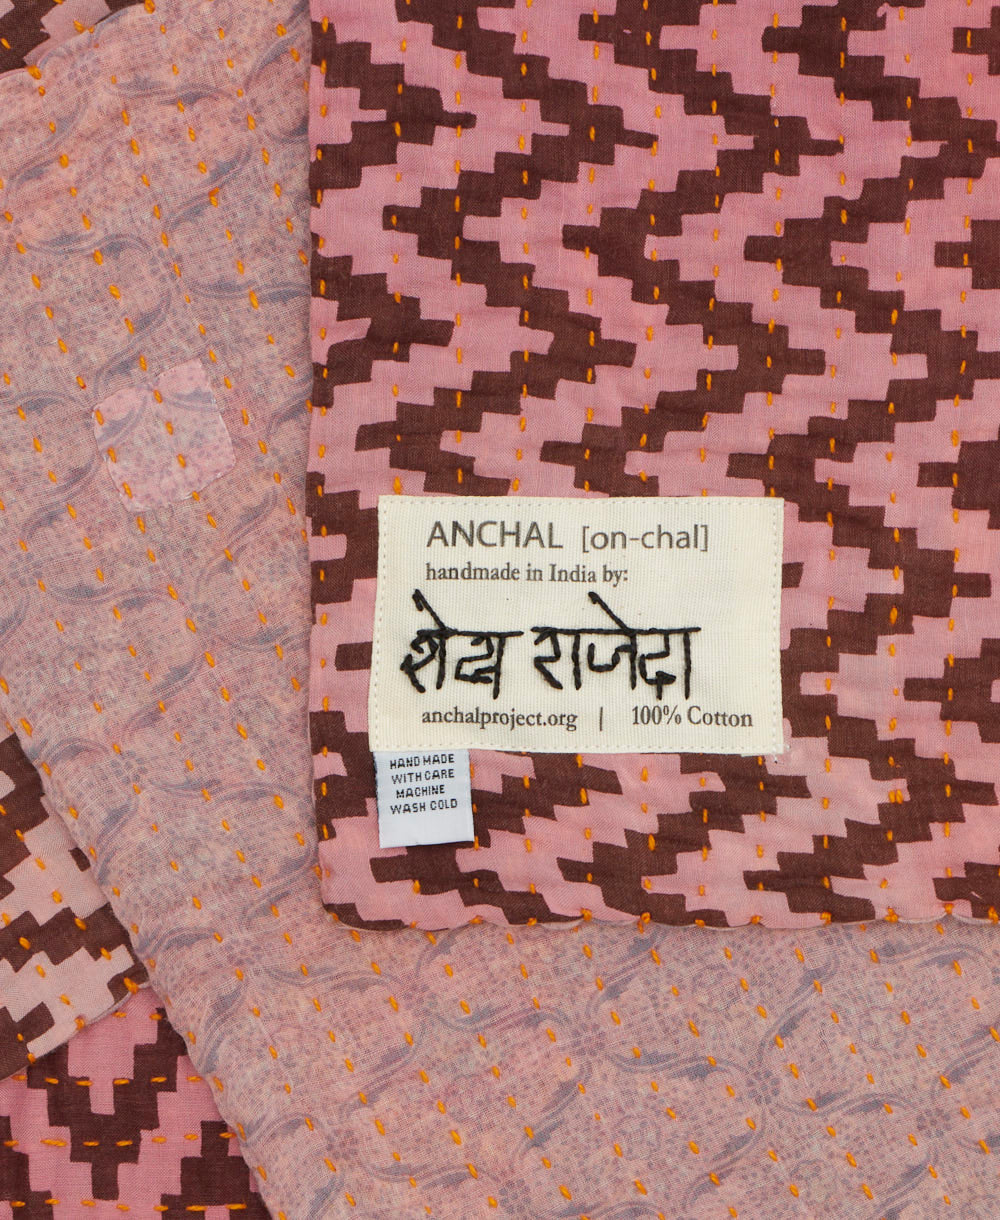 ANCHAL [on-chal]
handmade in India by:
शेख राजेदा
anchalproject.org | 100% Cotton
HAND MADE
WITH CARE
MACHINE
WASH COLD